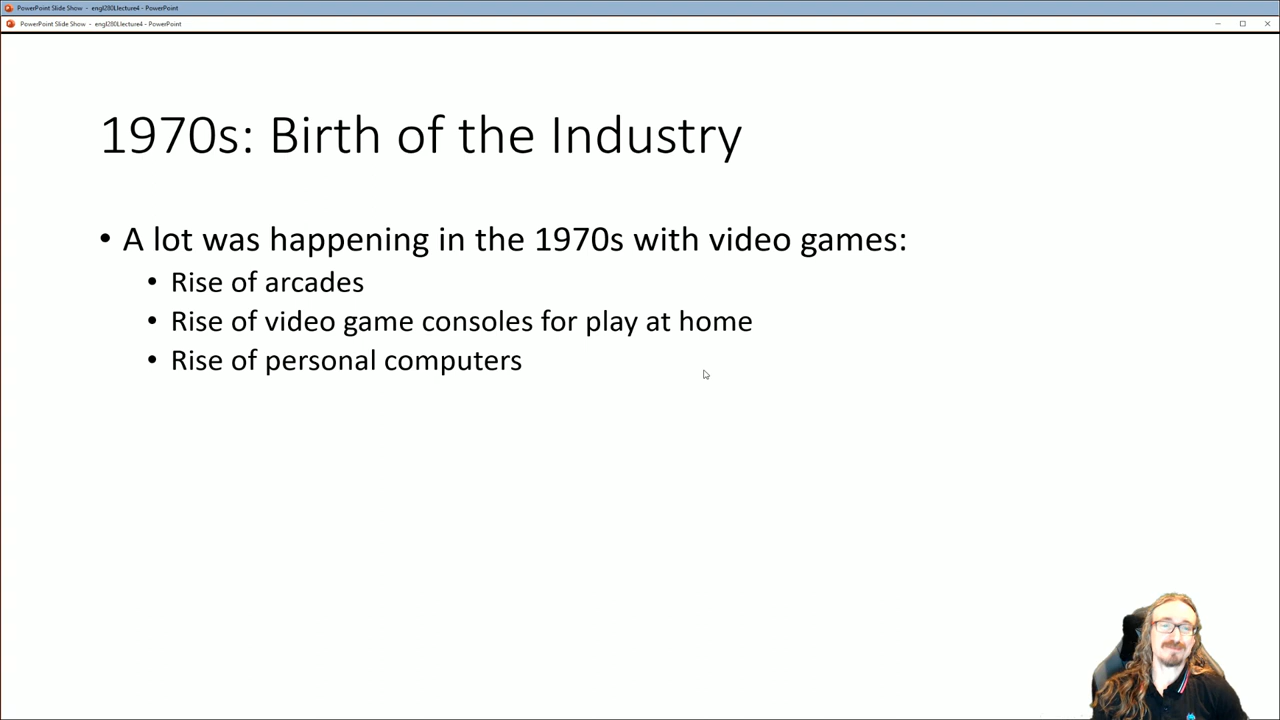 PowerPoint Slide Show - engl280Llecture4 - PowerPoint
PowerPoint Slide Show - engl280Llecture4 - PowerPoint
1970s: Birth of the Industry
• A lot was happening in the 1970s with video games:
• Rise of arcades
• Rise of video game consoles for play at home
• Rise of personal computers